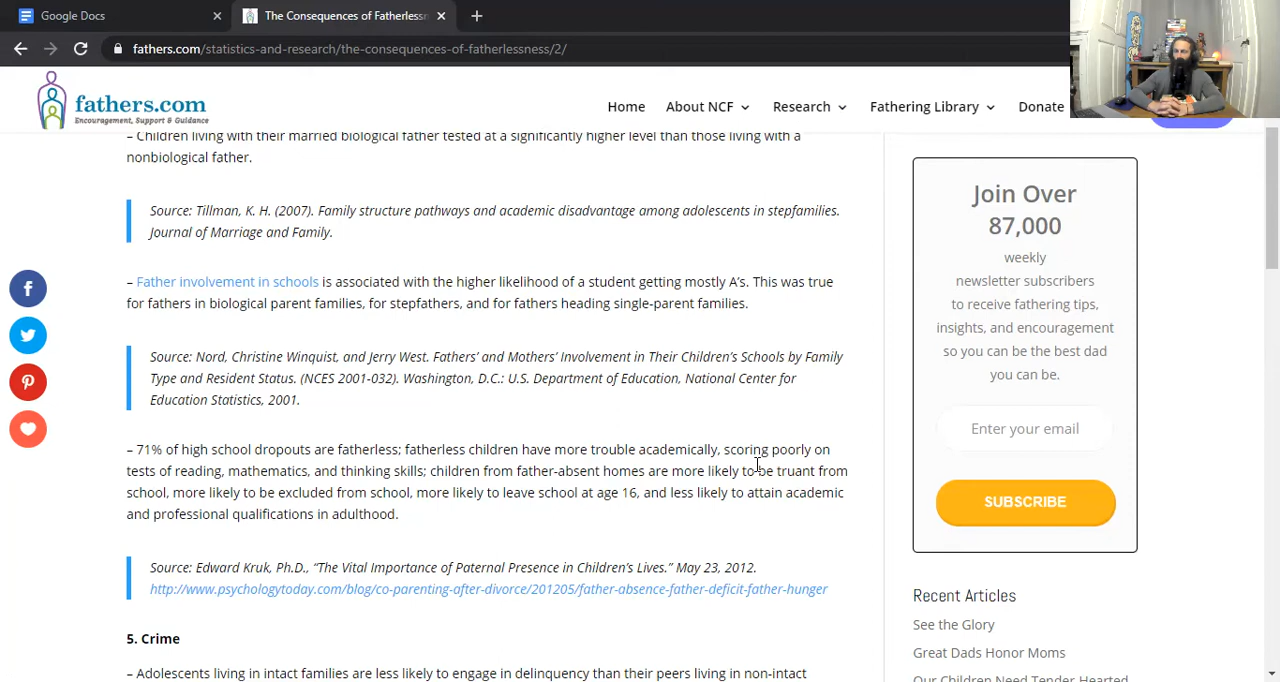 Google Docs
The Consequences of Fatherlessn
fathers.com/statistics-and-research/the-consequences-of-fatherlessness/2/
fathers.com
Encouragement, Support & Guidance
Home About NCF Research Fathering Library Donate
– Children living with their married biological father tested at a significantly higher level than those living with a
nonbiological father.
Source: Tillman, K. H. (2007). Family structure pathways and academic disadvantage among adolescents in stepfamilies.
Journal of Marriage and Family.
– Father involvement in schools is associated with the higher likelihood of a student getting mostly A’s. This was true
for fathers in biological parent families, for stepfathers, and for fathers heading single-parent families.
Source: Nord, Christine Winquist, and Jerry West. Fathers’ and Mothers’ Involvement in Their Children’s Schools by Family
Type and Resident Status. (NCES 2001-032). Washington, D.C.: U.S. Department of Education, National Center for
Education Statistics, 2001.
– 71% of high school dropouts are fatherless; fatherless children have more trouble academically, scoring poorly on
tests of reading, mathematics, and thinking skills; children from father-absent homes are more likely to be truant from
school, more likely to be excluded from school, more likely to leave school at age 16, and less likely to attain academic
and professional qualifications in adulthood.
Source: Edward Kruk, Ph.D., “The Vital Importance of Paternal Presence in Children’s Lives.” May 23, 2012.
http://www.psychologytoday.com/blog/co-parenting-after-divorce/201205/father-absence-father-deficit-father-hunger
5. Crime
– Adolescents living in intact families are less likely to engage in delinquency than their peers living in non-intact
Join Over
87,000
weekly
newsletter subscribers
to receive fathering tips,
insights, and encouragement
so you can be the best dad
you can be.
Enter your email
SUBSCRIBE
Recent Articles
See the Glory
Great Dads Honor Moms
Our Children Need Tender-Hearted